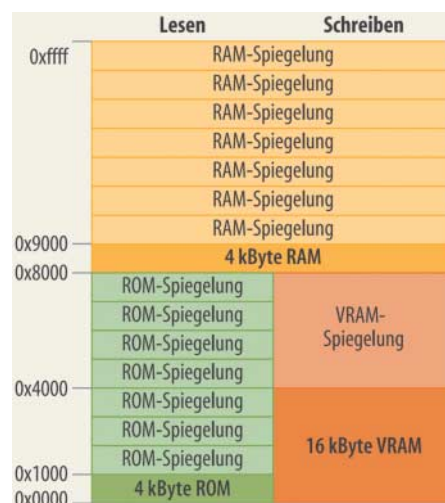 Lesen Schreiben
0xffff
RAM-Spiegelung
RAM-Spiegelung
RAM-Spiegelung
RAM-Spiegelung
RAM-Spiegelung
RAM-Spiegelung
RAM-Spiegelung
0x9000
4 kByte RAM
0x8000
ROM-Spiegelung
ROM-Spiegelung
ROM-Spiegelung
ROM-Spiegelung
VRAM-
Spiegelung
0x4000
ROM-Spiegelung
ROM-Spiegelung
ROM-Spiegelung
16 kByte VRAM
0x1000
4 kByte ROM
0x0000